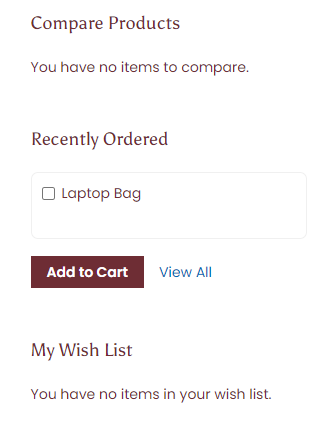 Compare Products
You have no items to compare.
Recently Ordered
Laptop Bag
Add to Cart
View All
My Wish List
You have no items in your wish list.